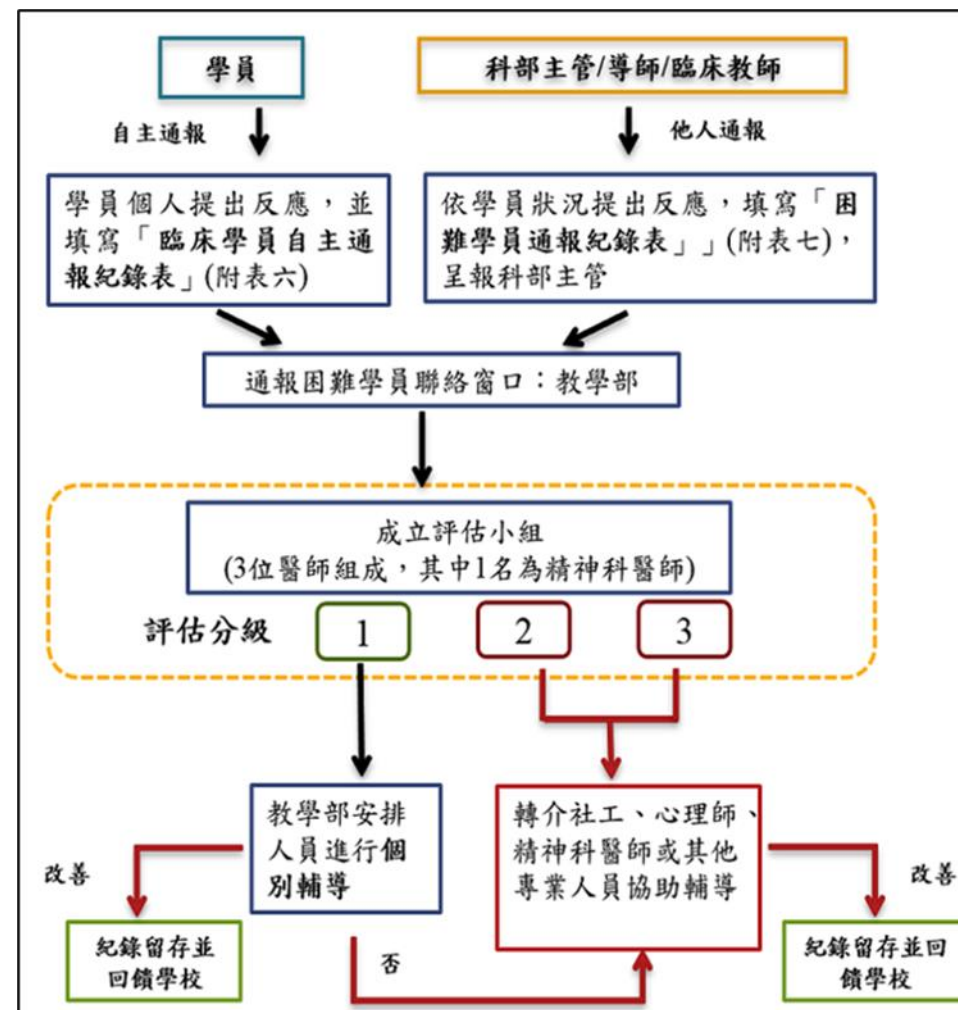 學員
科部主管/導師/臨床教師
自主通報
他人通報
學員個人提出反應，並
填寫「臨床學員自主通
報紀錄表」(附表六)
依學員狀況提出反應，填寫「困
難學員通報紀錄表」」(附表七)，
呈報科部主管
通報困難學員聯絡窗口：教學部
成立評估小組
(3位醫師組成，其中1名為精神科醫師)
評估分級
1
2
3
教學部安排
人員進行個
別輔導
轉介社工、心理師、
精神科醫師或其他
專業人員協助輔導
改善
改善
紀錄留存並
回饋學校
否
紀錄留存並回
饋學校